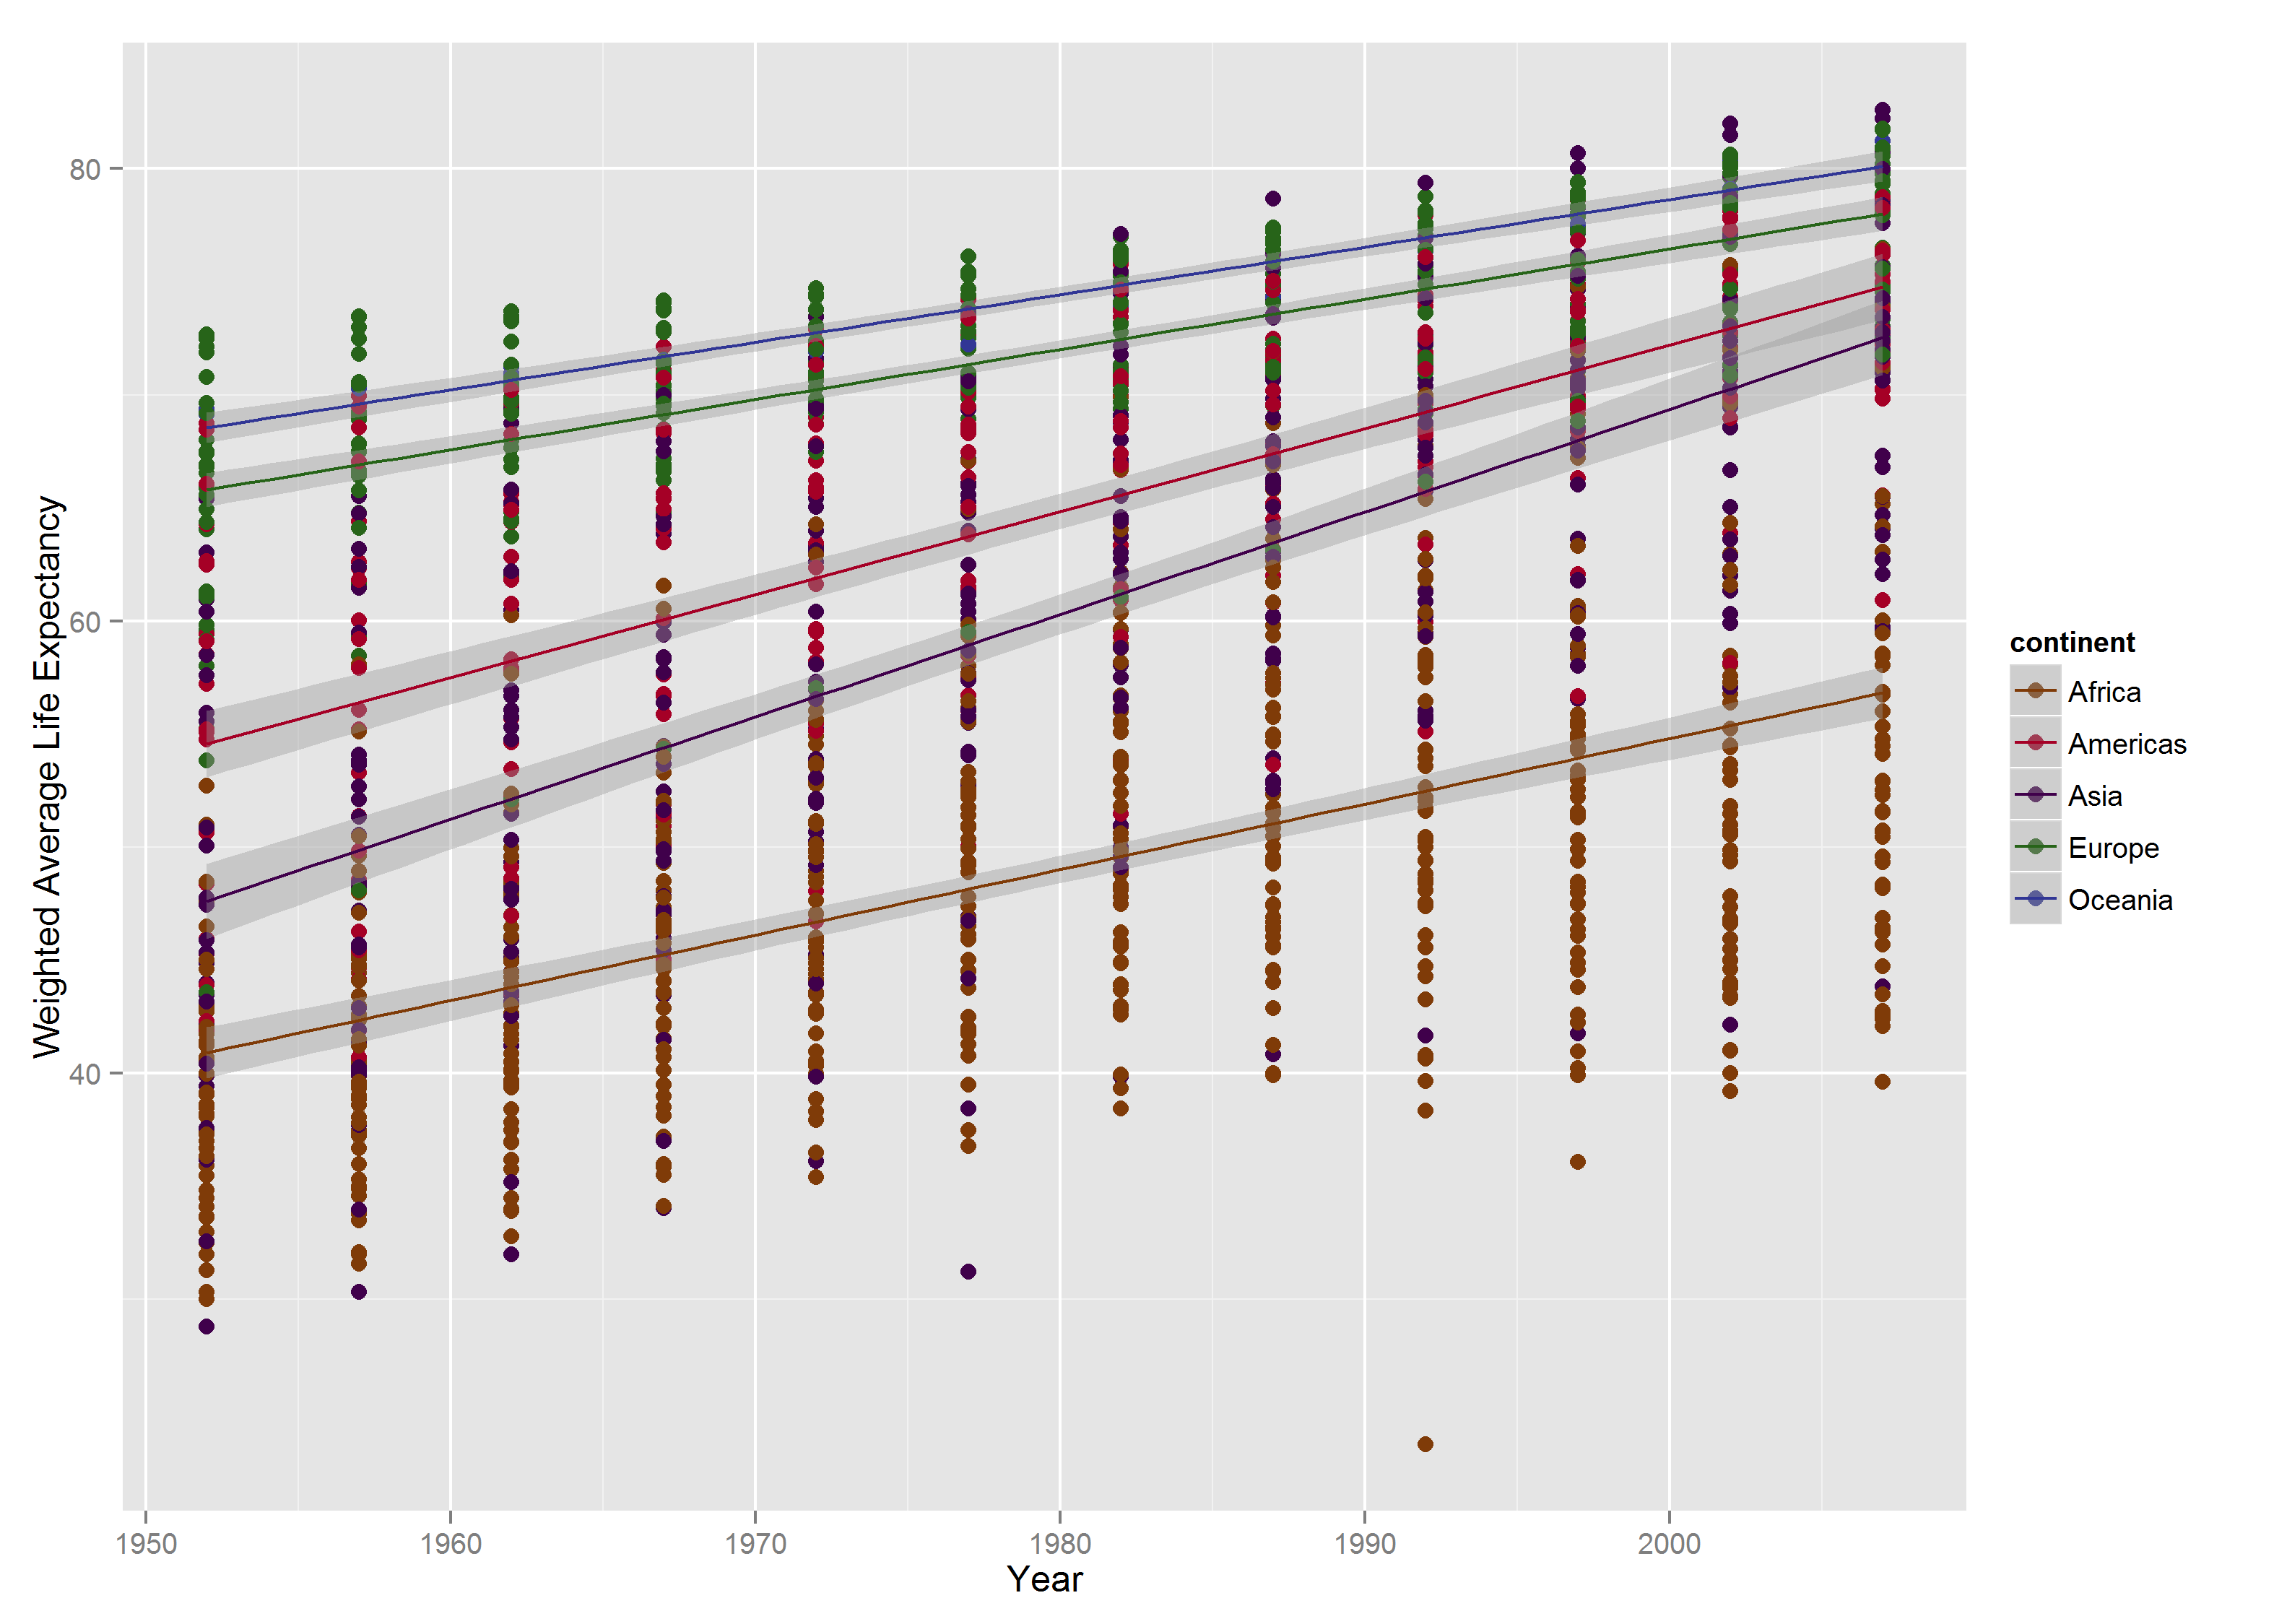 Weighted Average Life Expectancy
80
60
40
1950
1960
1970
1980
1990
2000
Year
continent
Africa
Americas
Asia
Europe
Oceania